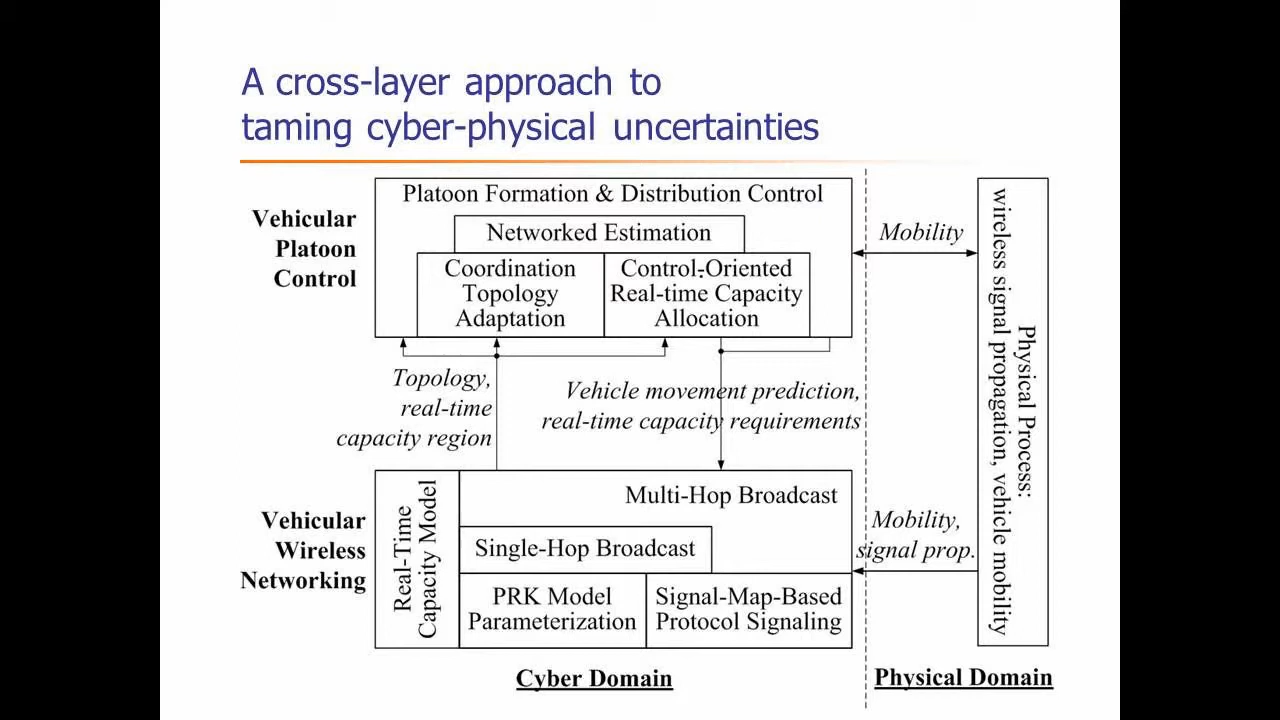 A cross-layer approach to
taming cyber-physical uncertainties
Vehicular
Platoon
Control
Platoon Formation & Distribution Control
Networked Estimation
Coordination
Topology
Adaptation
Control-Oriented
Real-time Capacity
Allocation
Mobility
Physical Process:
wireless signal propagation, vehicle mobility
Topology,
real-time
capacity region
Vehicle movement prediction,
real-time capacity requirements
Vehicular
Wireless
Networking
Real-Time
Capacity Model
Multi-Hop Broadcast
Single-Hop Broadcast
PRK Model
Parameterization
Signal-Map-Based
Protocol Signaling
Mobility,
signal prop.
Cyber Domain
Physical Domain